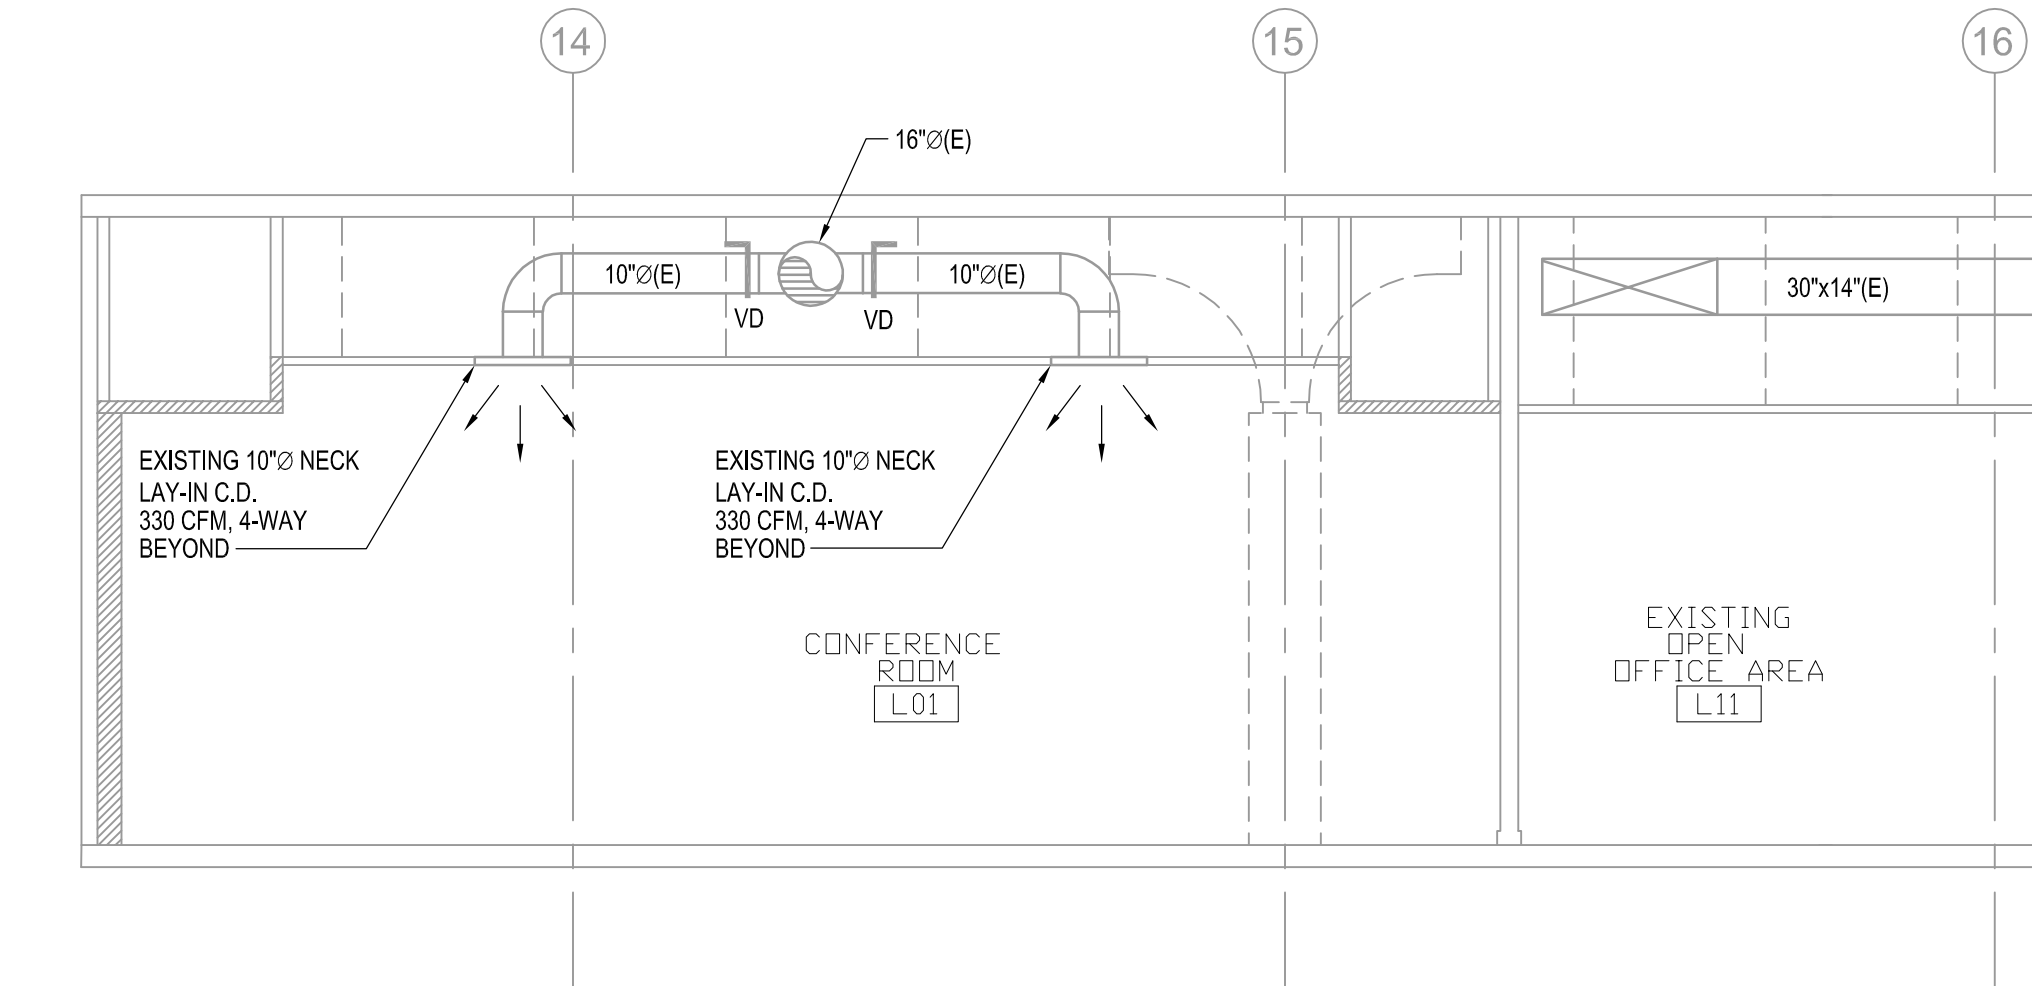 14
15
16
16"Ø(E)
10"Ø(E)
10"Ø(E)
30"x14"(E)
VD
VD
EXISTING 10"Ø NECK
LAY-IN C.D.
330 CFM, 4-WAY
BEYOND
EXISTING 10"Ø NECK
LAY-IN C.D.
330 CFM, 4-WAY
BEYOND
CONFERENCE
ROOM
L01
EXISTING
OPEN
OFFICE AREA
L11